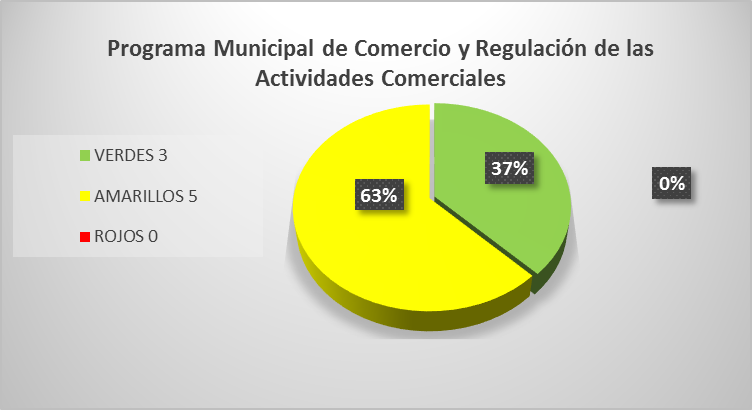 Programa Municipal de Comercio y Regulación de las
Actividades Comerciales
VERDES 3
AMARILLOS 5
ROJOS 0
37%
63%
0%